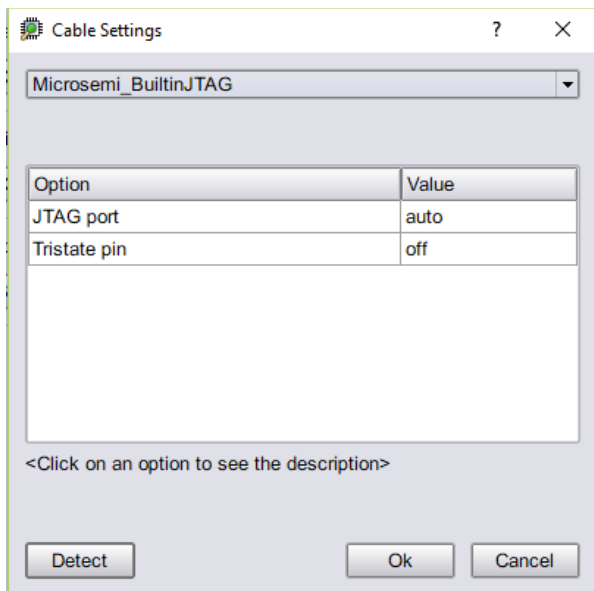 Cable Settings ? ×
Microsemi_BuiltinJTAG
Option Value
JTAG port auto
Tristate pin off
<Click on an option to see the description>
Detect Ok Cancel